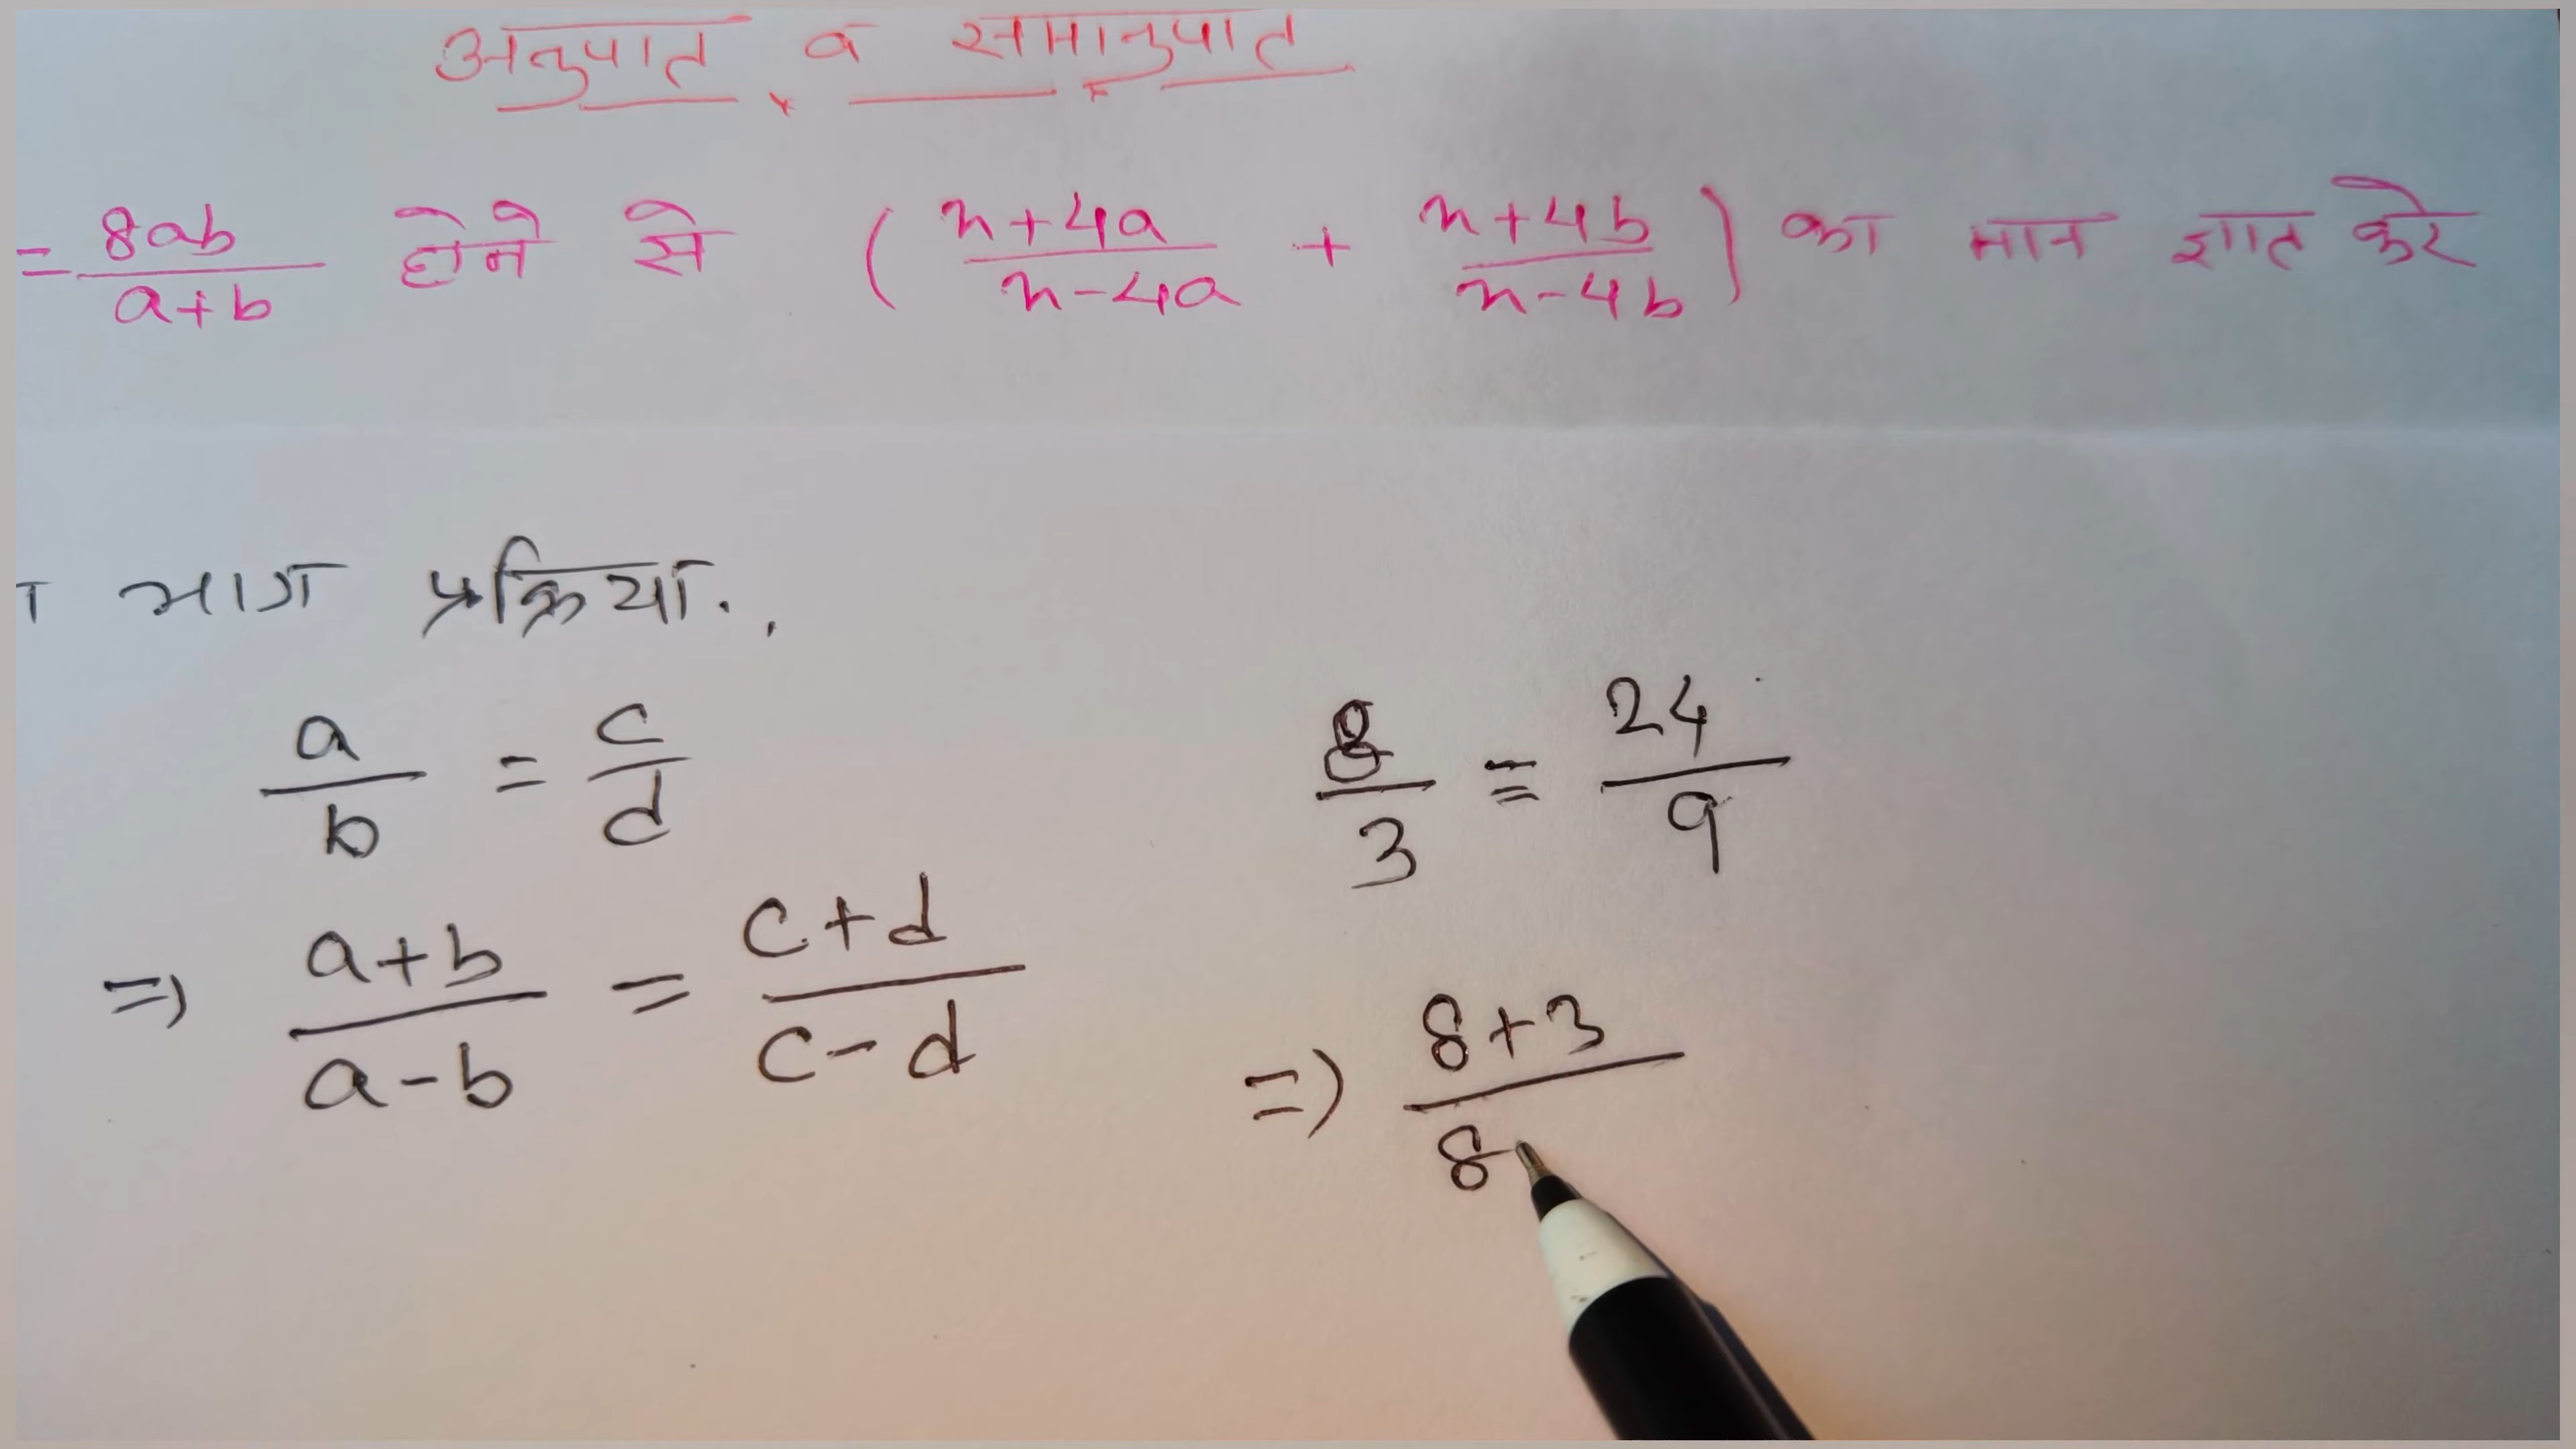 अनुपात व समानुपात
= 8ab/a+b होने से (x+4a/x-4a + x+4b/x-4b) का मान ज्ञात करे
भाग प्रक्रिया.
a/b = c/d
=> a+b/a-b = c+d/c-d
8/3 = 24/9
=> 8+3/8-